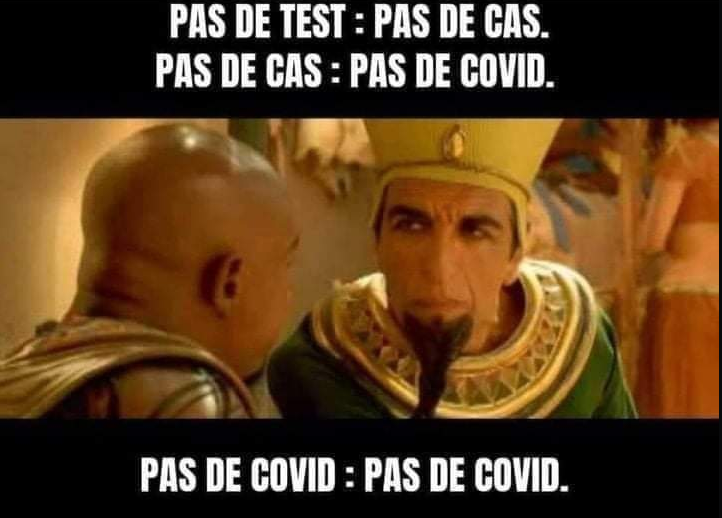 PAS DE TEST : PAS DE CAS.
PAS DE CAS : PAS DE COVID.
PAS DE COVID : PAS DE COVID.